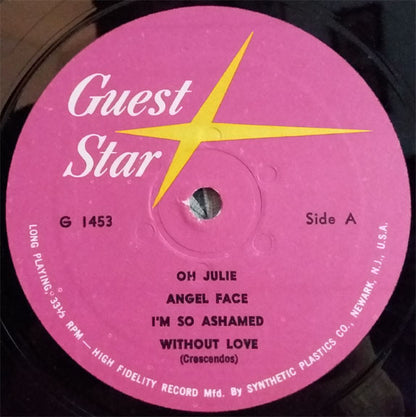 Guest
Star
G 1453
Side A
OH JULIE
ANGEL FACE
I'M SO ASHAMED
WITHOUT LOVE
(Crescendos)
LONG PLAYING, 33⅓ RPM — HIGH FIDELITY RECORD Mfd. By SYNTHETIC PLASTICS CO., NEWARK, N.J., U.S.A.